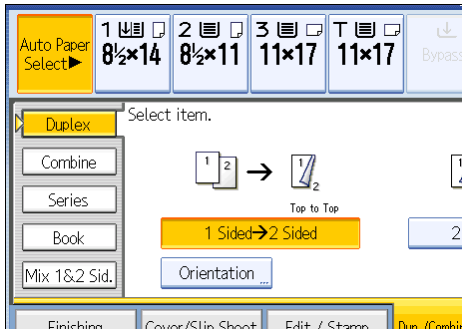 Auto Paper
Select►
1
8½×14
2
8½×11
3
11×17
T
11×17
Bypass
Duplex
Select item.
Combine
Series
Book
Mix 1&2 Sid.
1 2 → 1 2
Top to Top
1 Sided→2 Sided
2
Orientation
Finishing
Cover/Slip Sheet
Edit / Stamp
Dup./Combine